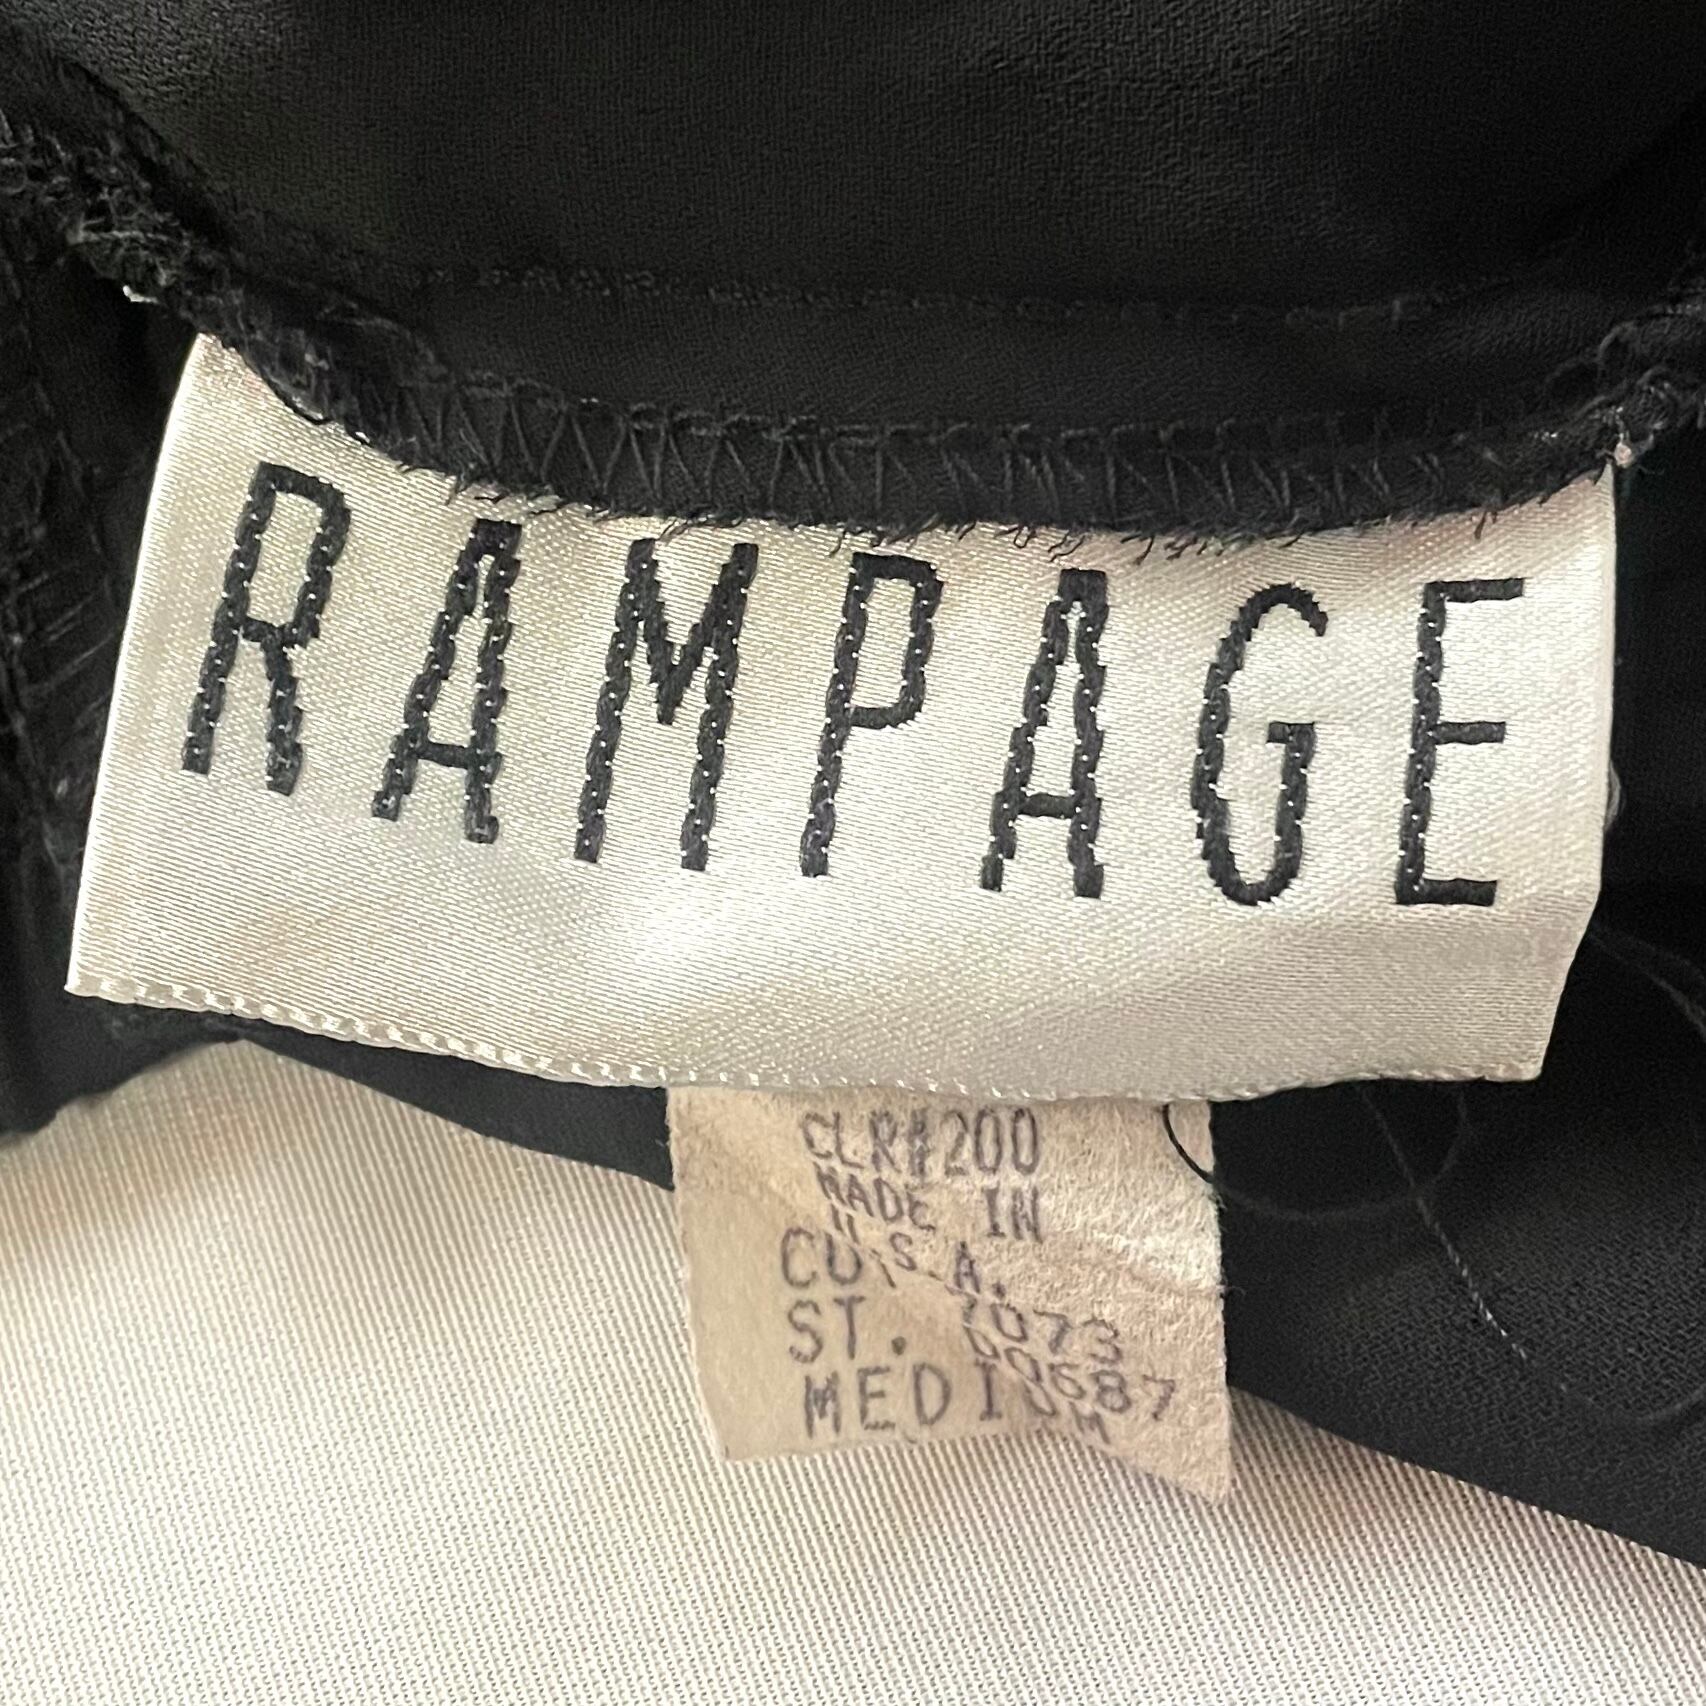 RAMPAGE
CLR#200
MADE IN
U.S.A.
CUT 7073
ST. 00687
MEDIUM